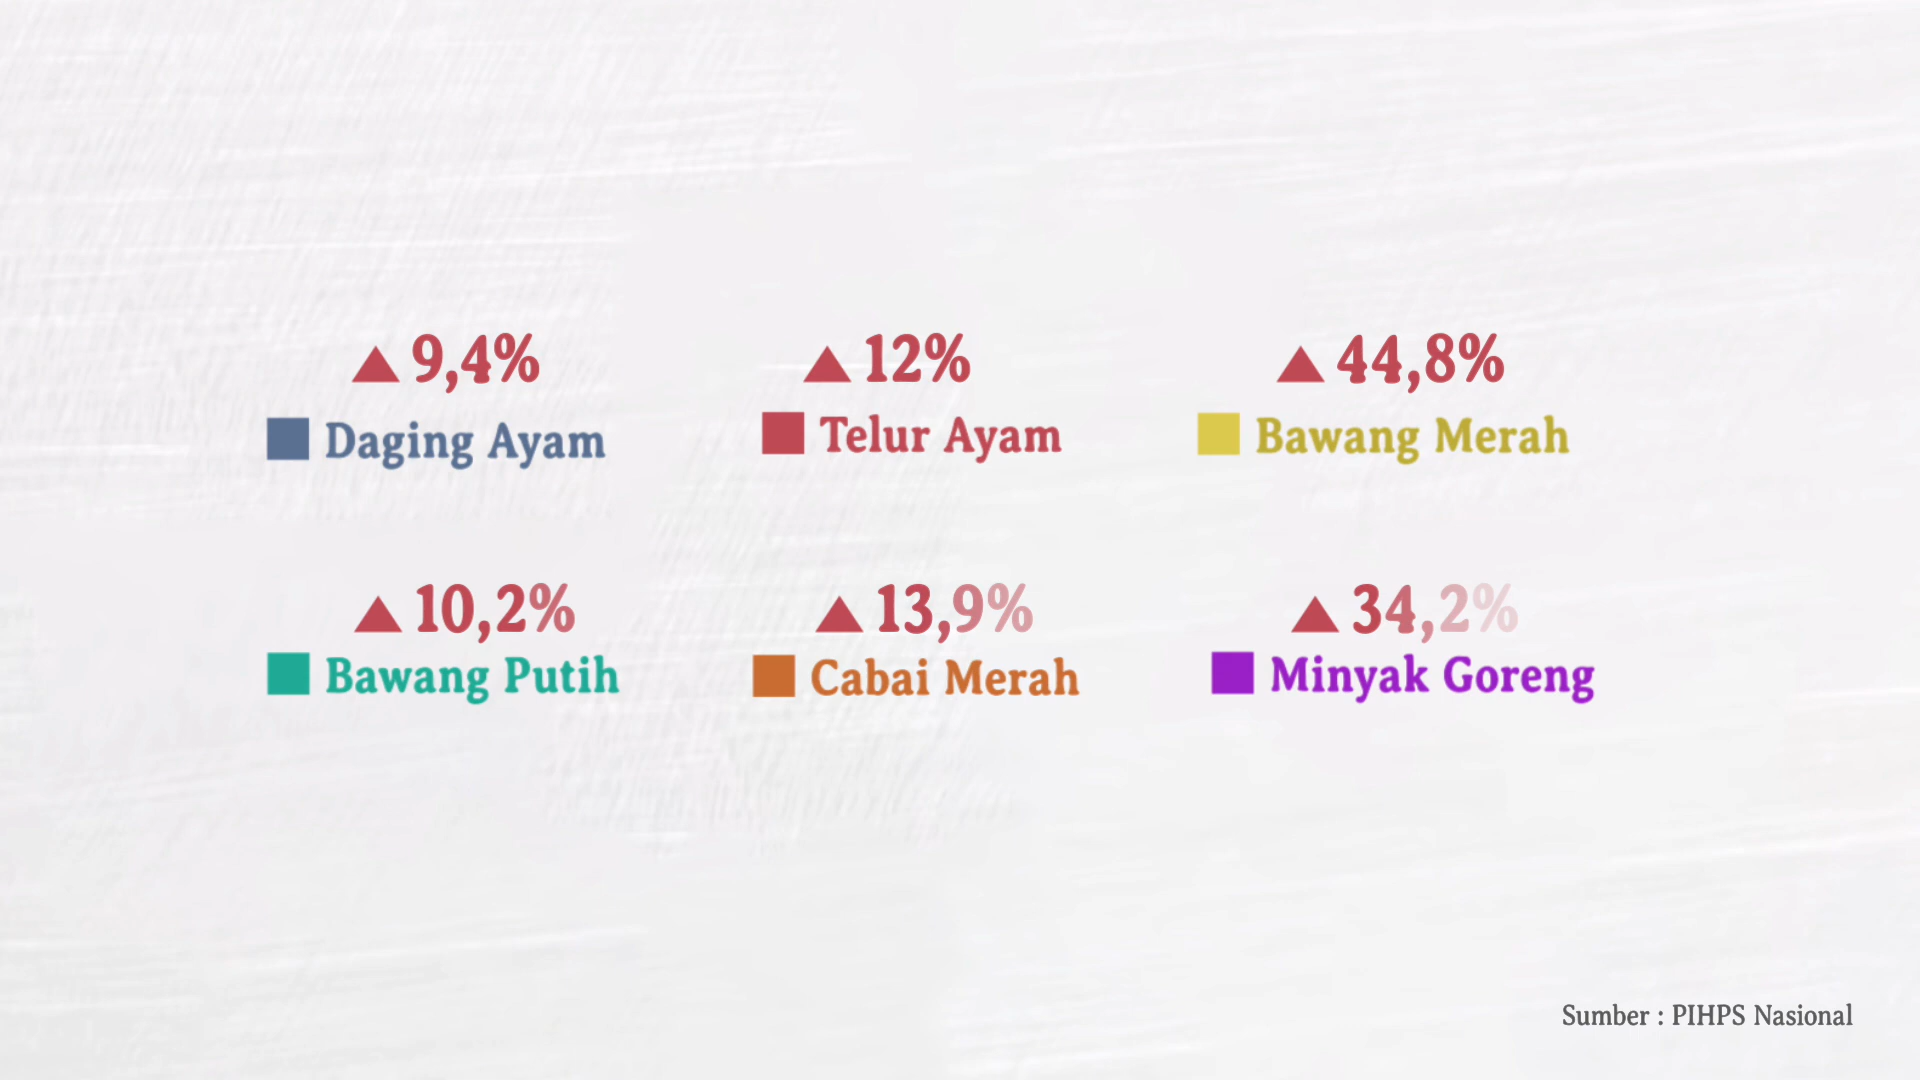 ▲ 9,4%
Daging Ayam
▲ 12%
Telur Ayam
▲ 44,8%
Bawang Merah
▲ 10,2%
Bawang Putih
▲ 13,9%
Cabai Merah
▲ 34,2%
Minyak Goreng
Sumber : PIHPS Nasional